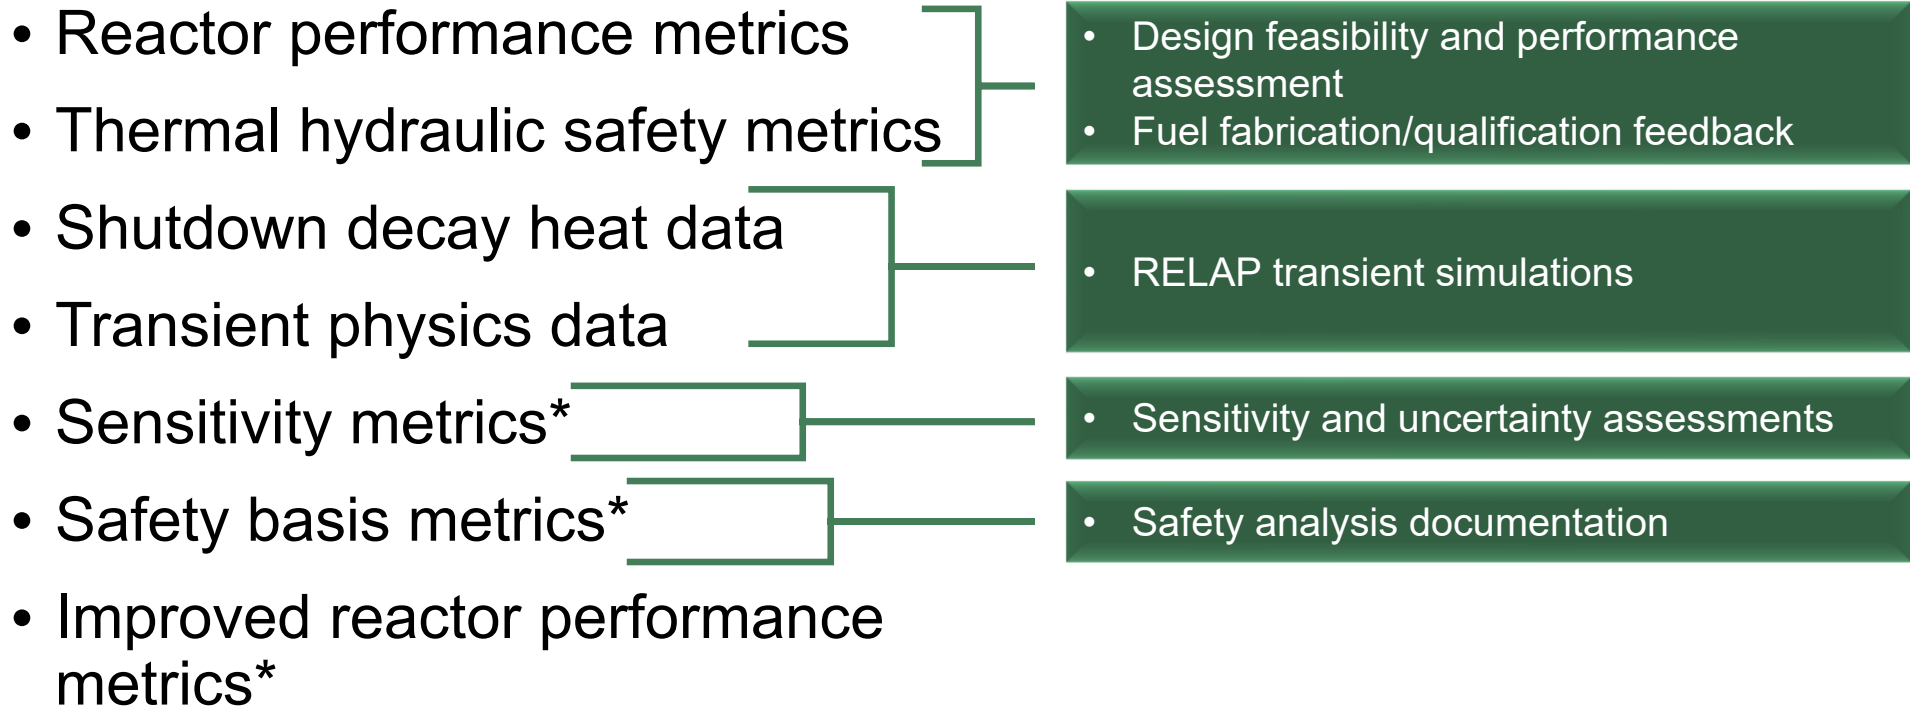 • Reactor performance metrics
• Thermal hydraulic safety metrics
• Shutdown decay heat data
• Transient physics data
• Sensitivity metrics*
• Safety basis metrics*
• Improved reactor performance
metrics*
• Design feasibility and performance
assessment
• Fuel fabrication/qualification feedback
• RELAP transient simulations
• Sensitivity and uncertainty assessments
• Safety analysis documentation